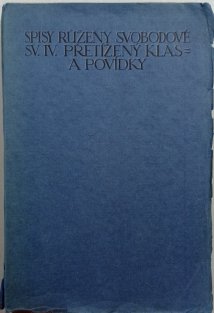 SPISY RŮŽENY SVOBODOVÉ
SV. IV. PŘETÍŽENÝ KLAS=
A POVÍDKY